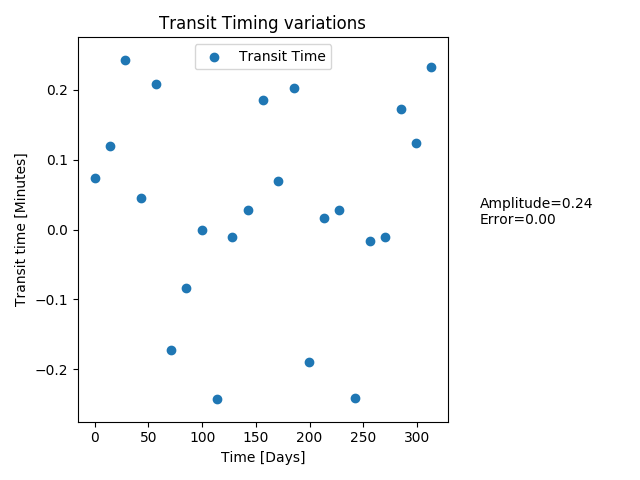 Transit Timing variations
Transit Time
Transit time [Minutes]
0.2
0.1
0.0
−0.1
−0.2
0 50 100 150 200 250 300
Time [Days]
Amplitude=0.24
Error=0.00